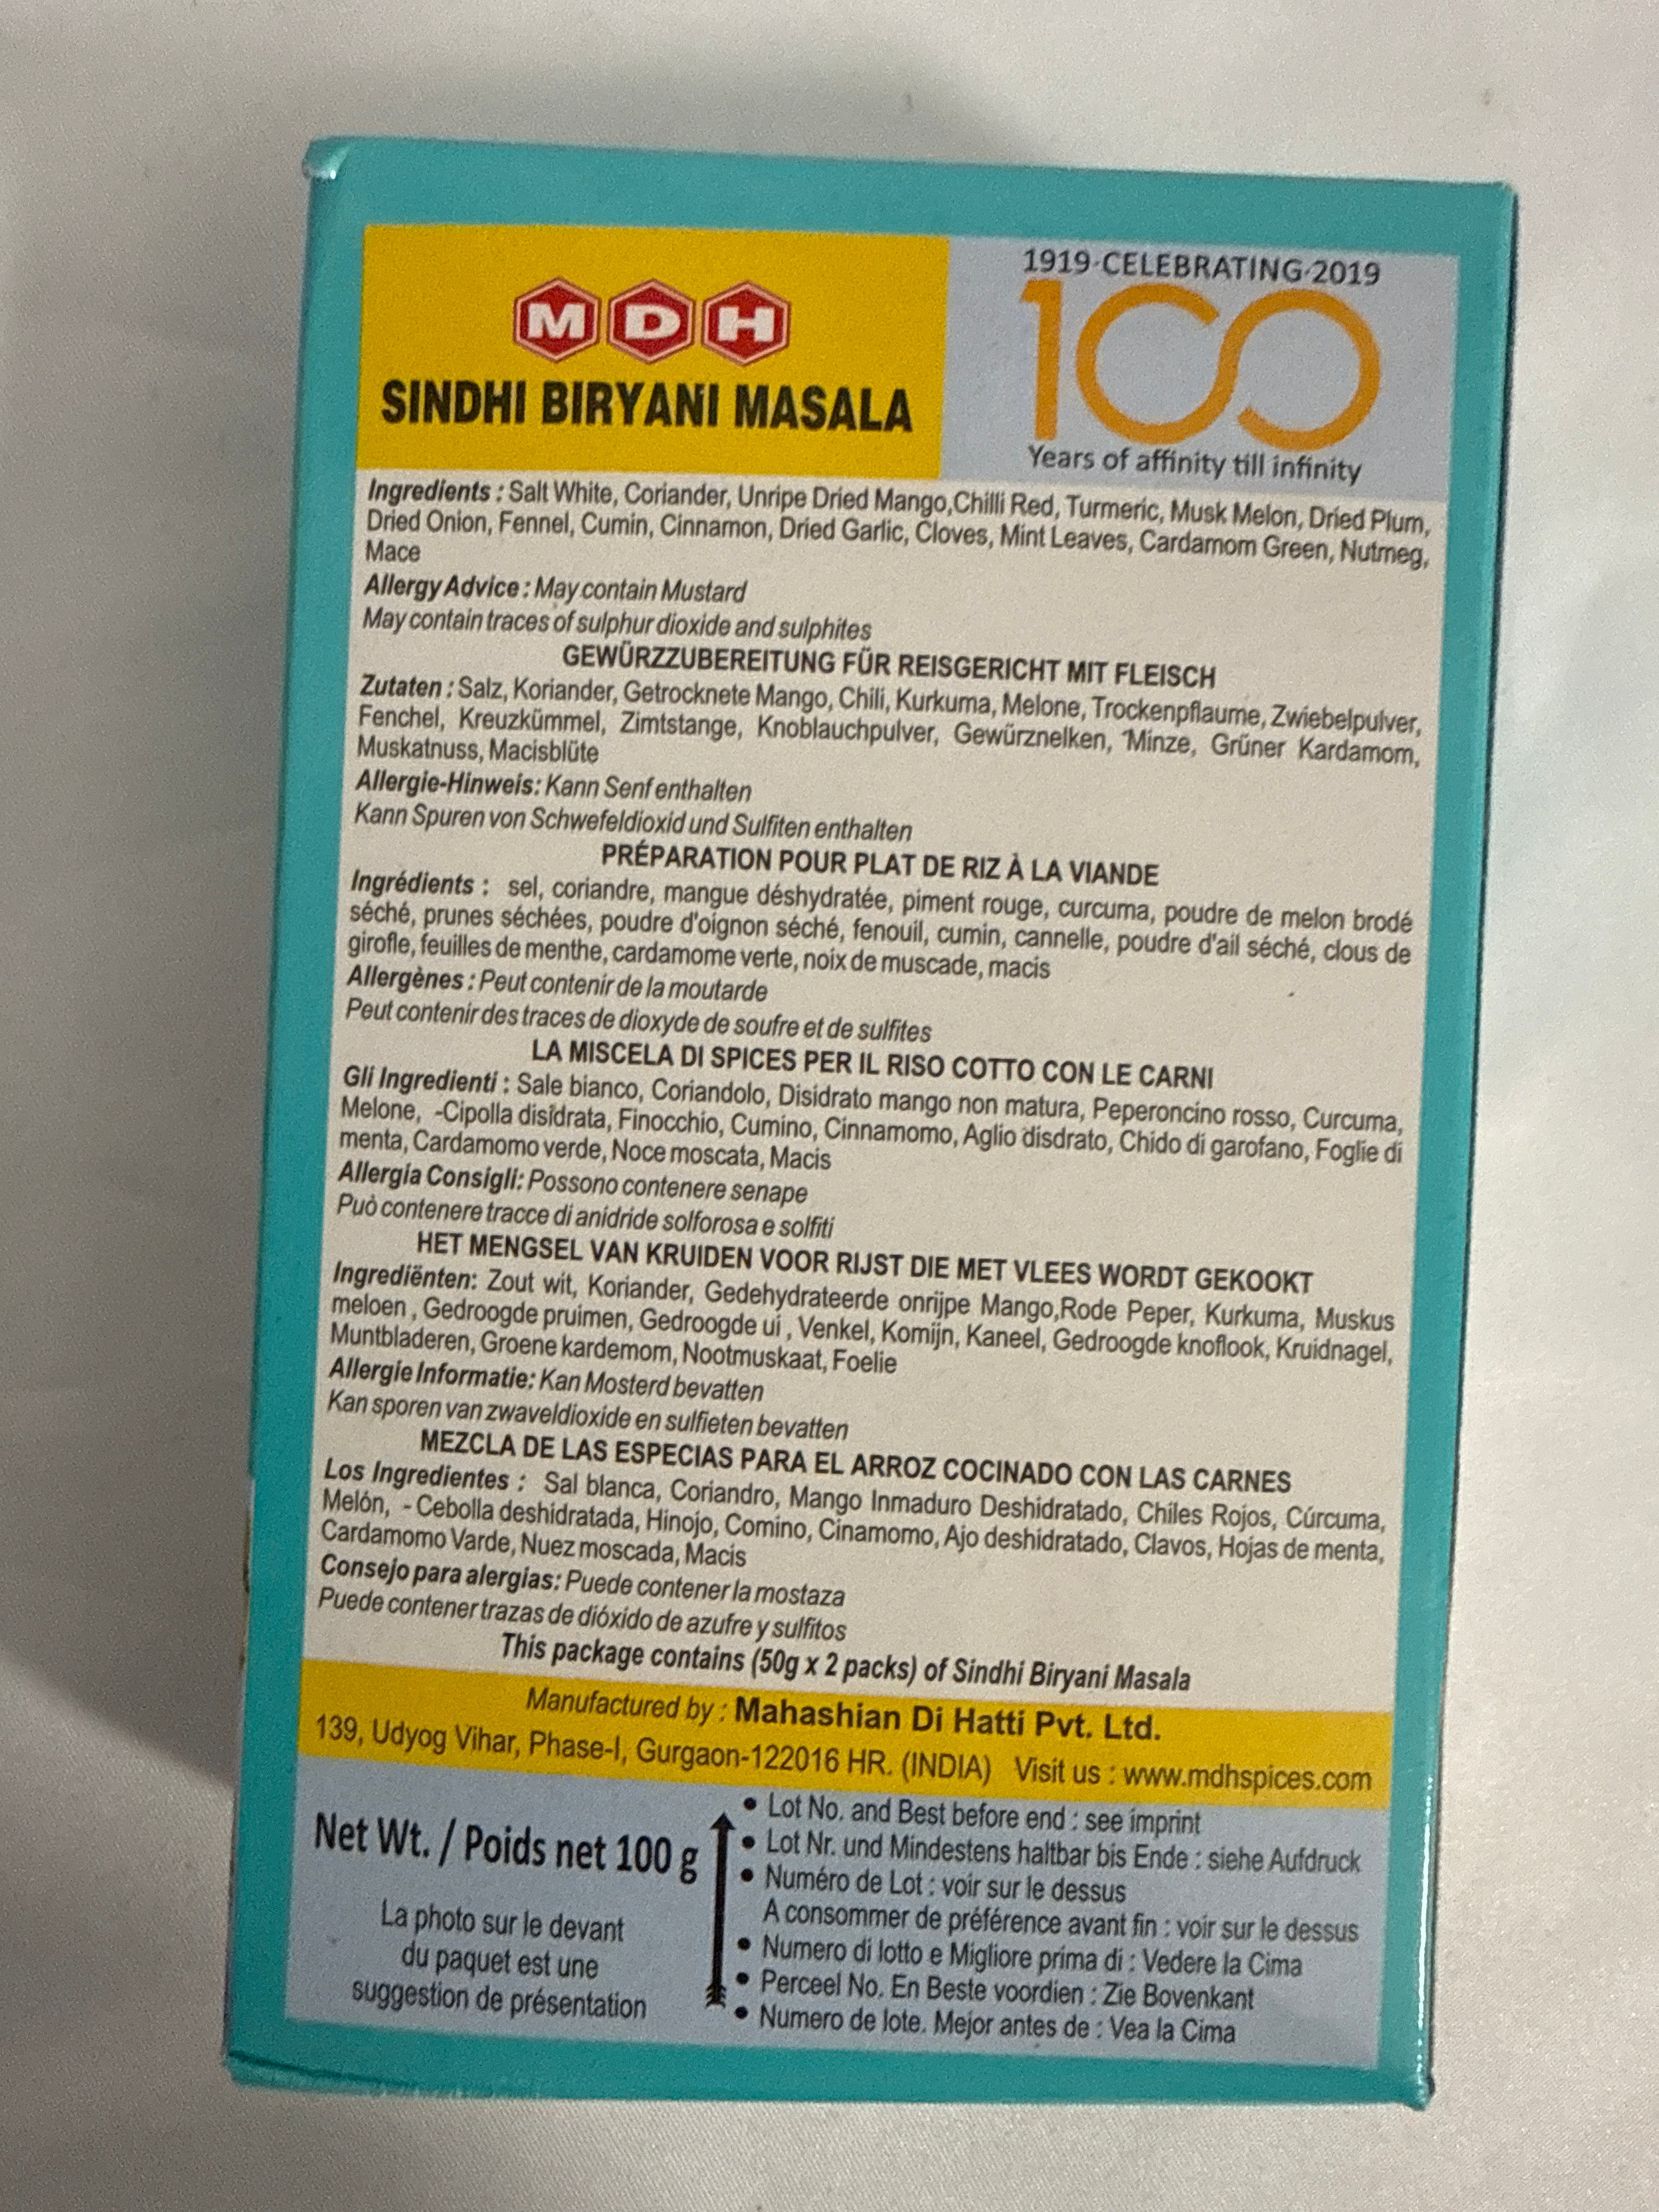 MDH
SINDHI BIRYANI MASALA
1919-CELEBRATING-2019
100
Years of affinity till infinity
Ingredients : Salt White, Coriander, Unripe Dried Mango,Chilli Red, Turmeric, Musk Melon, Dried Plum,
Dried Onion, Fennel, Cumin, Cinnamon, Dried Garlic, Cloves, Mint Leaves, Cardamom Green, Nutmeg,
Mace
Allergy Advice : May contain Mustard
May contain traces of sulphur dioxide and sulphites
GEWÜRZZUBEREITUNG FÜR REISGERICHT MIT FLEISCH
Zutaten : Salz, Koriander, Getrocknete Mango, Chili, Kurkuma, Melone, Trockenpflaume, Zwiebelpulver,
Fenchel, Kreuzkümmel, Zimtstange, Knoblauchpulver, Gewürznelken, Minze, Grüner Kardamom,
Muskatnuss, Macisblüte
Allergie-Hinweis: Kann Senf enthalten
Kann Spuren von Schwefeldioxid und Sulfiten enthalten
PRÉPARATION POUR PLAT DE RIZ À LA VIANDE
Ingrédients : sel, coriandre, mangue déshydratée, piment rouge, curcuma, poudre de melon brodé
séché, prunes séchées, poudre d'oignon séché, fenouil, cumin, cannelle, poudre d'ail séché, clous de
girofle, feuilles de menthe, cardamome verte, noix de muscade, macis
Allergènes : Peut contenir de la moutarde
Peut contenir des traces de dioxyde de soufre et de sulfites
LA MISCELA DI SPICES PER IL RISO COTTO CON LE CARNI
Gli Ingredienti : Sale bianco, Coriandolo, Disidrato mango non matura, Peperoncino rosso, Curcuma,
Melone, -Cipolla disidrata, Finocchio, Cumino, Cinnamomo, Aglio disdrato, Chido di garofano, Foglie di
menta, Cardamomo verde, Noce moscata, Macis
Allergia Consigli: Possono contenere senape
Può contenere tracce di anidride solforosa e solfiti
HET MENGSEL VAN KRUIDEN VOOR RIJST DIE MET VLEES WORDT GEKOOKT
Ingrediënten: Zout wit, Koriander, Gedehydrateerde onrijpe Mango,Rode Peper, Kurkuma, Muskus
meloen , Gedroogde pruimen, Gedroogde ui , Venkel, Komijn, Kaneel, Gedroogde knoflook, Kruidnagel,
Muntbladeren, Groene kardemom, Nootmuskaat, Foelie
Allergie Informatie: Kan Mosterd bevatten
Kan sporen van zwaveldioxide en sulfieten bevatten
MEZCLA DE LAS ESPECIAS PARA EL ARROZ COCINADO CON LAS CARNES
Los Ingredientes : Sal blanca, Coriandro, Mango Inmaduro Deshidratado, Chiles Rojos, Cúrcuma,
Melón, - Cebolla deshidratada, Hinojo, Comino, Cinamomo, Ajo deshidratado, Clavos, Hojas de menta,
Cardamomo Varde, Nuez moscada, Macis
Consejo para alergias: Puede contener la mostaza
Puede contener trazas de dióxido de azufre y sulfitos
This package contains (50g x 2 packs) of Sindhi Biryani Masala
Manufactured by : Mahashian Di Hatti Pvt. Ltd.
139, Udyog Vihar, Phase-I, Gurgaon-122016 HR. (INDIA) Visit us : www.mdhspices.com
Net Wt. / Poids net 100 g
La photo sur le devant
du paquet est une
suggestion de présentation
• Lot No. and Best before end : see imprint
• Lot Nr. und Mindestens haltbar bis Ende : siehe Aufdruck
• Numéro de Lot : voir sur le dessus
A consommer de préférence avant fin : voir sur le dessus
• Numero di lotto e Migliore prima di : Vedere la Cima
• Perceel No. En Beste voordien : Zie Bovenkant
• Numero de lote. Mejor antes de : Vea la Cima